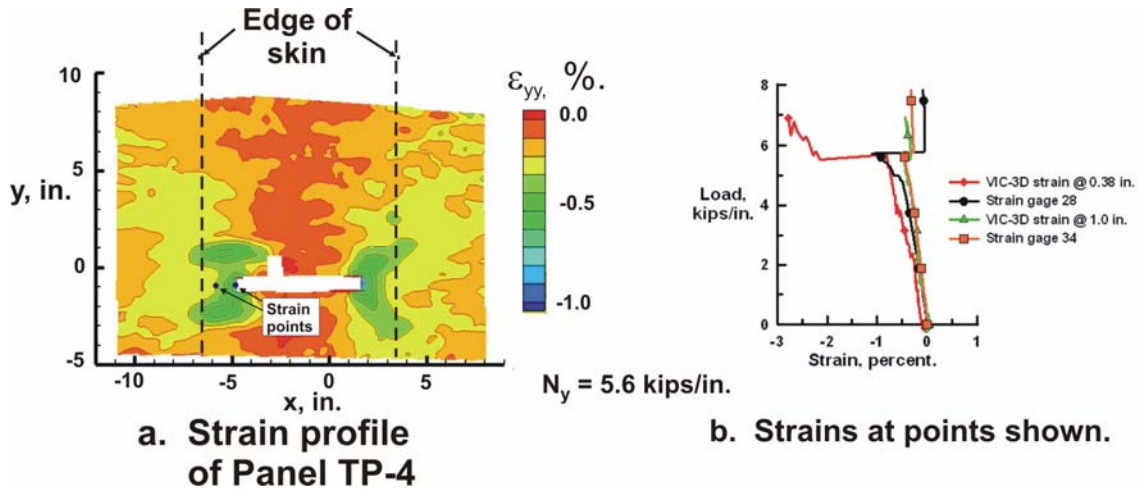 Edge of
skin
10
5
0
-5
y, in.
-10
-5
0
5
x, in.
Strain
points
εyy, %.
0.0
-0.5
-1.0
Ny = 5.6 kips/in.
a. Strain profile
of Panel TP-4
8
6
4
2
0
Load,
kips/in.
-3
-2
-1
0
1
Strain, percent.
VIC-3D strain @ 0.38 in.
Strain gage 28
VIC-3D strain @ 1.0 in.
Strain gage 34
b. Strains at points shown.